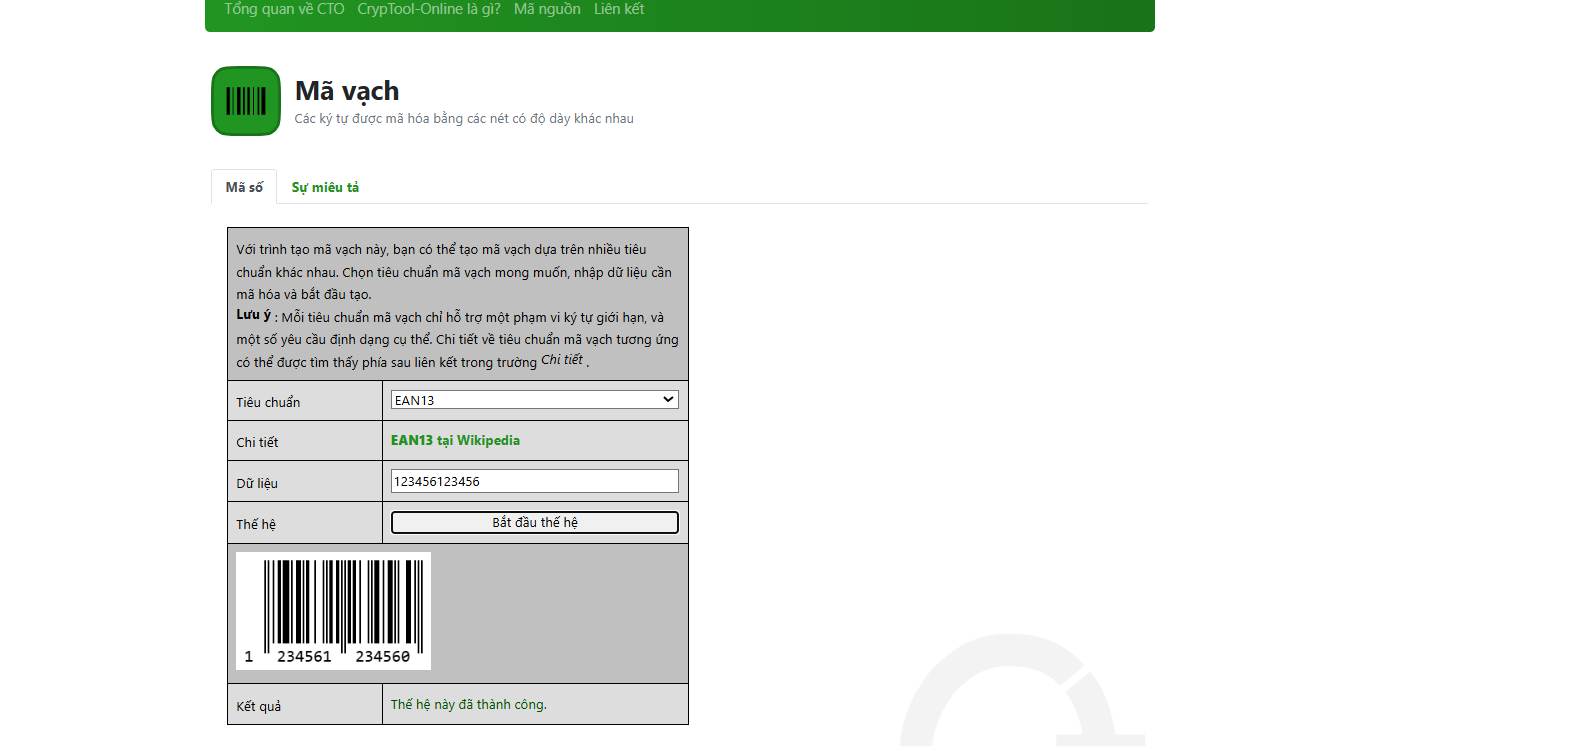 Tổng quan về CTO CrypTool-Online là gì? Mã nguồn Liên kết
Mã vạch
Các ký tự được mã hóa bằng các nét có độ dày khác nhau
Mã số Sự miêu tả
Với trình tạo mã vạch này, bạn có thể tạo mã vạch dựa trên nhiều tiêu
chuẩn khác nhau. Chọn tiêu chuẩn mã vạch mong muốn, nhập dữ liệu cần
mã hóa và bắt đầu tạo.
Lưu ý : Mỗi tiêu chuẩn mã vạch chỉ hỗ trợ một phạm vi ký tự giới hạn, và
một số yêu cầu định dạng cụ thể. Chi tiết về tiêu chuẩn mã vạch tương ứng
có thể được tìm thấy phía sau liên kết trong trường Chi tiết .
Tiêu chuẩn EAN13
Chi tiết EAN13 tại Wikipedia
Dữ liệu 123456123456
Thế hệ Bắt đầu thế hệ
1 234561 234560
Kết quả Thế hệ này đã thành công.